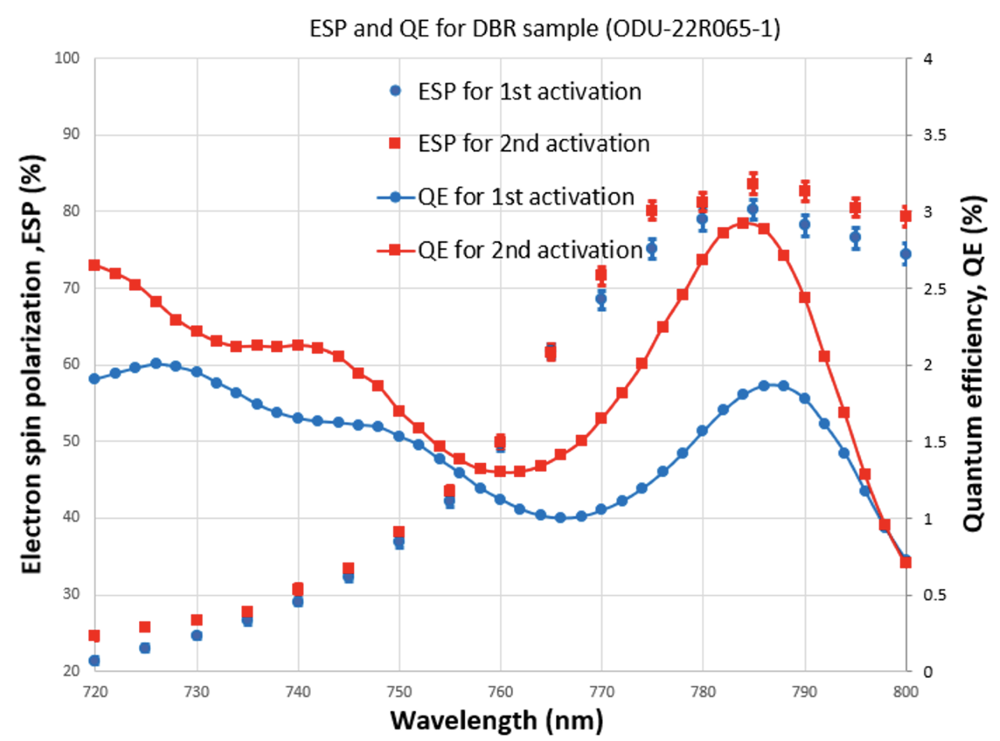 ESP and QE for DBR sample (ODU-22R065-1)
ESP for 1st activation
ESP for 2nd activation
QE for 1st activation
QE for 2nd activation
Electron spin polarization ,ESP (%)
100
90
80
70
60
50
40
30
20
4
3.5
3
2.5
2
1.5
1
0.5
0
Quantum efficiency, QE (%)
720 730 740 750 760 770 780 790 800
Wavelength (nm)